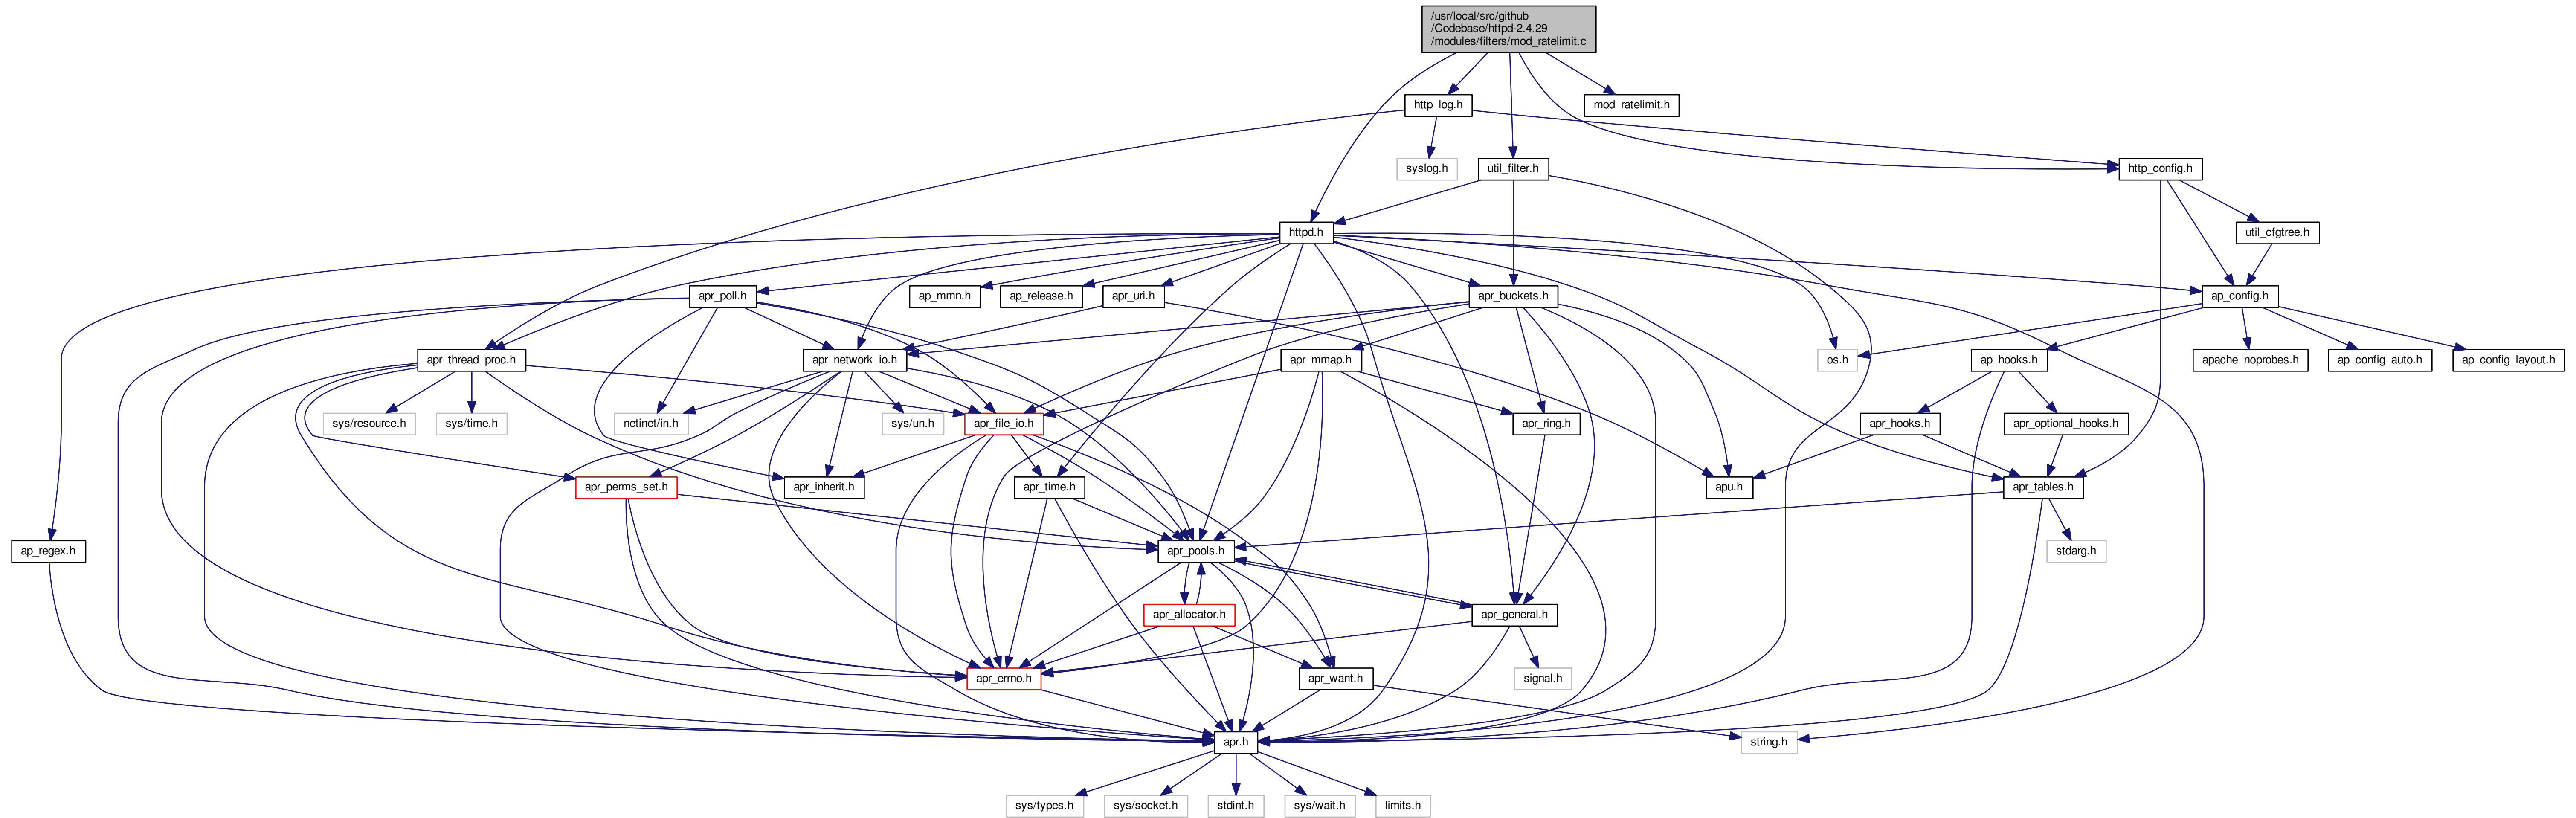 /usr/local/src/github
/Codebase/httpd-2.4.29
/modules/filters/mod_ratelimit.c
http_log.h
mod_ratelimit.h
syslog.h
util_filter.h
http_config.h
httpd.h
util_cfgtree.h
apr_poll.h
ap_mmn.h
ap_release.h
apr_uri.h
apr_buckets.h
ap_config.h
apr_thread_proc.h
apr_network_io.h
apr_mmap.h
os.h
ap_hooks.h
apache_noprobes.h
ap_config_auto.h
ap_config_layout.h
sys/resource.h
sys/time.h
netinet/in.h
sys/un.h
apr_file_io.h
apr_ring.h
apr_hooks.h
apr_optional_hooks.h
apr_perms_set.h
apr_inherit.h
apr_time.h
apu.h
apr_tables.h
ap_regex.h
apr_pools.h
stdarg.h
apr_allocator.h
apr_general.h
apr_errno.h
apr_want.h
signal.h
apr.h
string.h
sys/types.h
sys/socket.h
stdint.h
sys/wait.h
limits.h